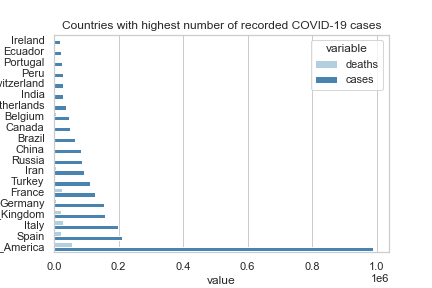 Countries with highest number of recorded COVID-19 cases
variable
deaths
cases
Ireland
Ecuador
Portugal
Peru
witzerland
India
therlands
Belgium
Canada
Brazil
China
Russia
Iran
Turkey
France
Germany
_Kingdom
Italy
Spain
_America
0.0 0.2 0.4 0.6 0.8 1.0
1e6
value